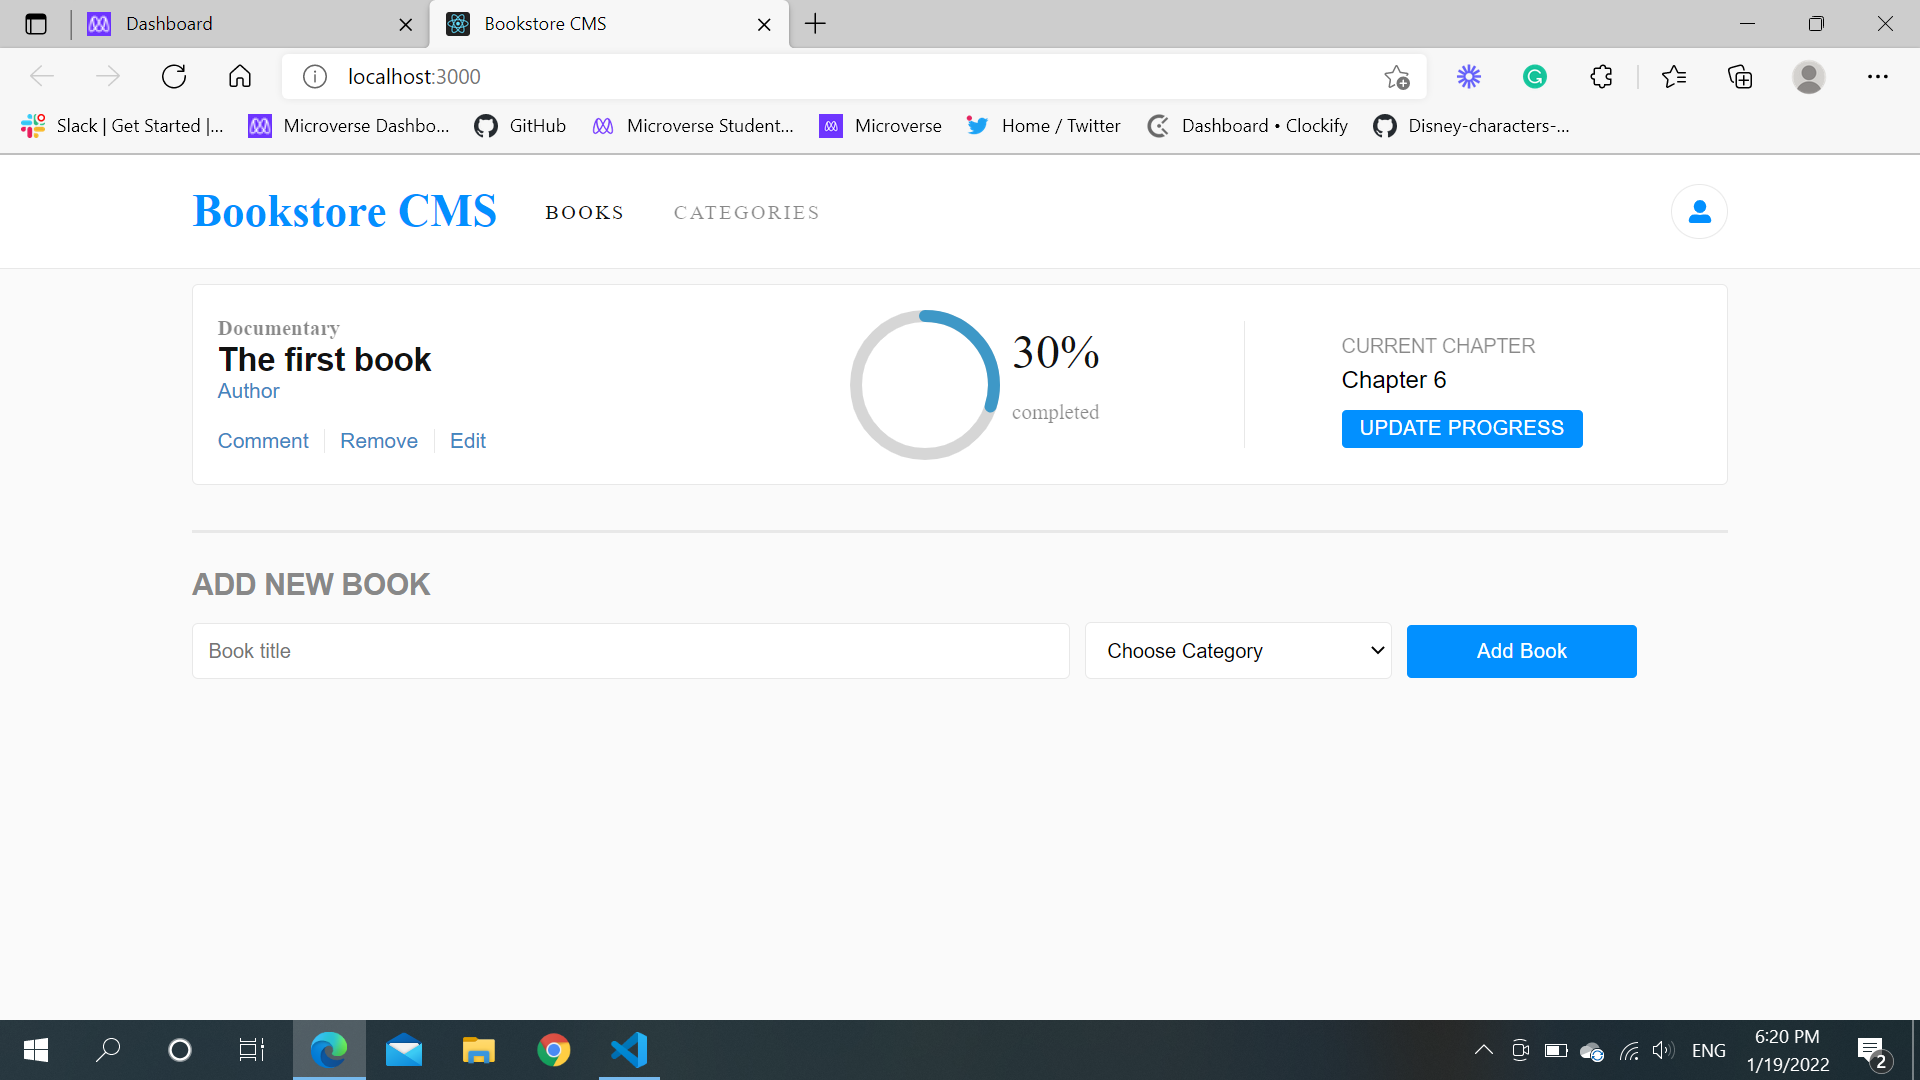 Dashboard
Bookstore CMS
localhost:3000
Slack | Get Started |...
Microverse Dashbo...
GitHub
Microverse Student...
Microverse
Home / Twitter
Dashboard • Clockify
Disney-characters-...
Bookstore CMS
BOOKS
CATEGORIES
Documentary
The first book
Author
Comment
Remove
Edit
30%
completed
CURRENT CHAPTER
Chapter 6
UPDATE PROGRESS
ADD NEW BOOK
Book title
Choose Category
Add Book
ENG
6:20 PM
1/19/2022
2